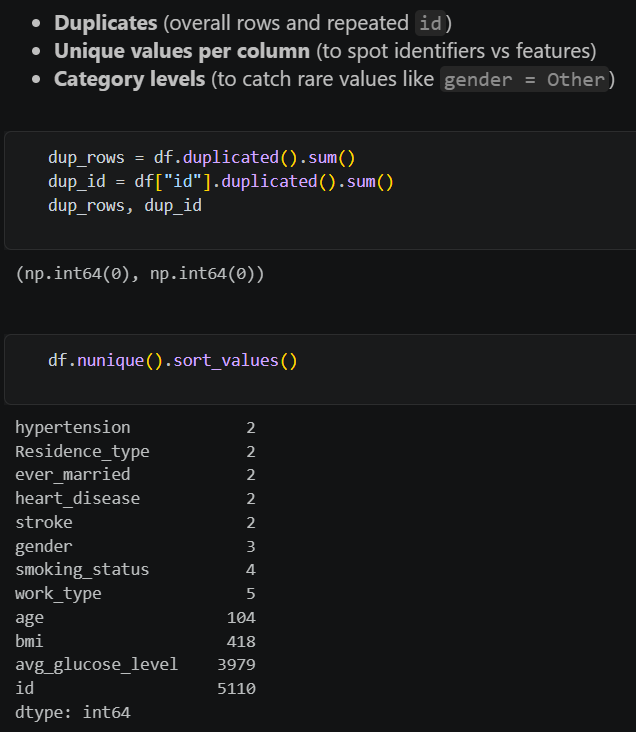 • Duplicates (overall rows and repeated id)
• Unique values per column (to spot identifiers vs features)
• Category levels (to catch rare values like gender = Other)
dup_rows = df.duplicated().sum()
dup_id = df["id"].duplicated().sum()
dup_rows, dup_id
(np.int64(0), np.int64(0))
df.nunique().sort_values()
hypertension 2
Residence_type 2
ever_married 2
heart_disease 2
stroke 2
gender 3
smoking_status 4
work_type 5
age 104
bmi 418
avg_glucose_level 3979
id 5110
dtype: int64